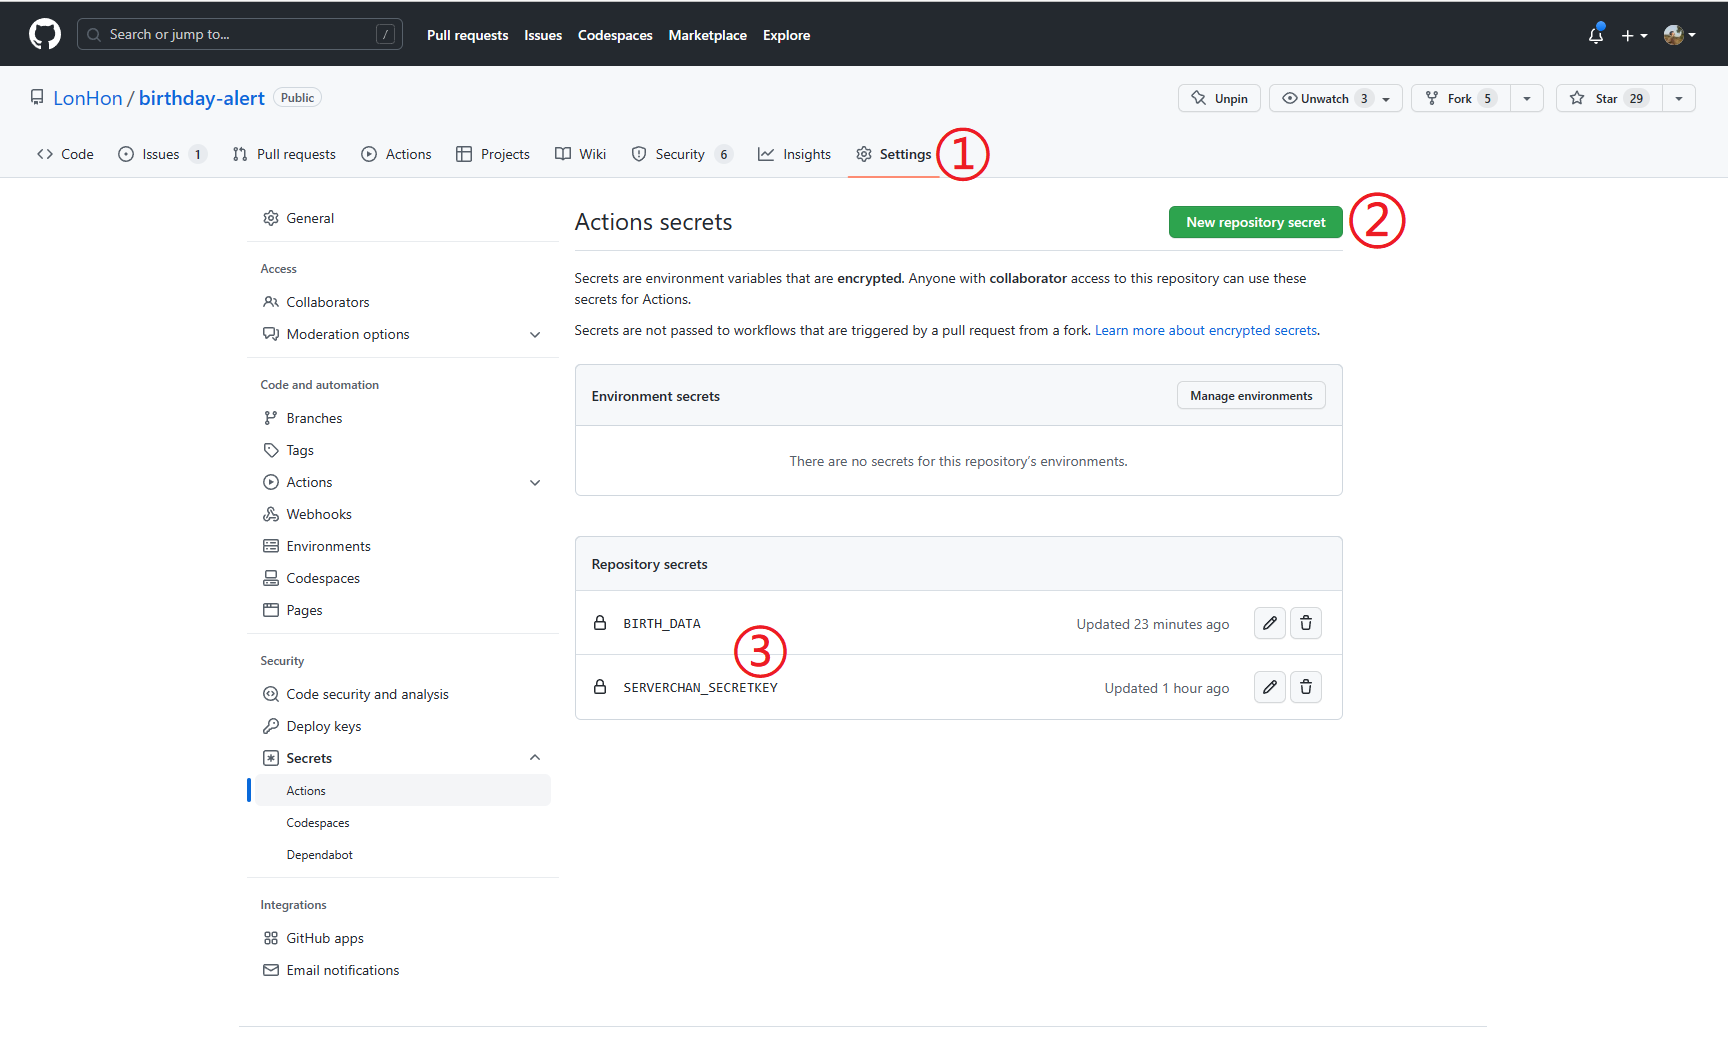 Search or jump to... /
Pull requests Issues Codespaces Marketplace Explore
LonHon / birthday-alert Public
Unpin Unwatch 3 Fork 5 Star 29
Code Issues 1 Pull requests Actions Projects Wiki Security 6 Insights Settings ①
General
Access
Collaborators
Moderation options
Code and automation
Branches
Tags
Actions
Webhooks
Environments
Codespaces
Pages
Security
Code security and analysis
Deploy keys
Secrets
Actions
Codespaces
Dependabot
Integrations
GitHub apps
Email notifications
Actions secrets
New repository secret ②
Secrets are environment variables that are encrypted. Anyone with collaborator access to this repository can use these
secrets for Actions.
Secrets are not passed to workflows that are triggered by a pull request from a fork. Learn more about encrypted secrets.
Environment secrets
Manage environments
There are no secrets for this repository’s environments.
Repository secrets
BIRTH_DATA Updated 23 minutes ago
③
SERVERCHAN_SECRETKEY Updated 1 hour ago